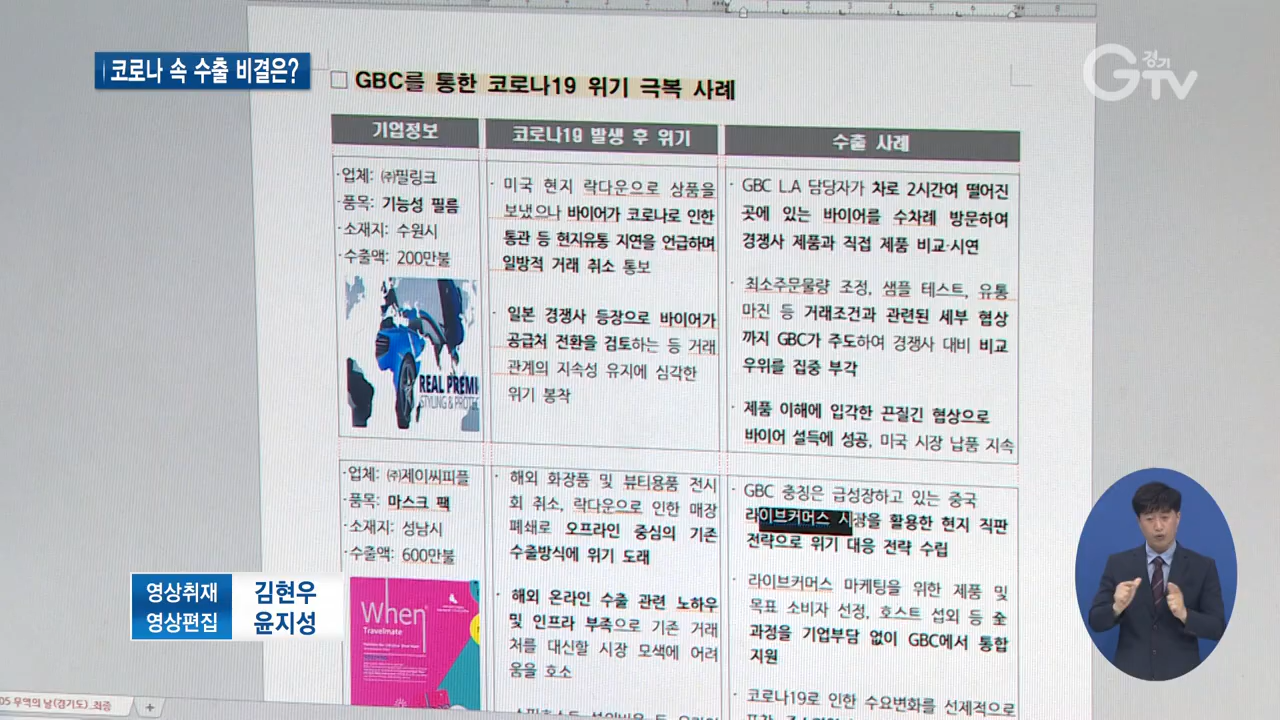 코로나 속 수출 비결은?
경기
GTV
□ GBC를 통한 코로나19 위기 극복 사례
기업정보
코로나19 발생 후 위기
수출 사례
·업체: ㈜필링크
·품목: 기능성 필름
·소재지: 수원시
·수출액: 200만불
REAL PREMI
STYLING & PROTE
· 미국 현지 락다운으로 상품을
보냈으나 바이어가 코로나로 인한
통관 등 현지유통 지연을 언급하며
일방적 거래 취소 통보
· 일본 경쟁사 등장으로 바이어가
공급처 전환을 검토하는 등 거래
관계의 지속성 유지에 심각한
위기 봉착
· GBC L.A 담당자가 차로 2시간여 떨어진
곳에 있는 바이어를 수차례 방문하여
경쟁사 제품과 직접 제품 비교·시연
· 최소주문물량 조정, 샘플 테스트, 유통
마진 등 거래조건과 관련된 세부 협상
까지 GBC가 주도하여 경쟁사 대비 비교
우위를 집중 부각
· 제품 이해에 입각한 끈질긴 협상으로
바이어 설득에 성공, 미국 시장 납품 지속
·업체: ㈜제이씨피플
·품목: 마스크 팩
·소재지: 성남시
·수출액: 600만불
When
Travelmate
· 해외 화장품 및 뷰티용품 전시
회 취소, 락다운으로 인한 매장
폐쇄로 오프라인 중심의 기존
수출방식에 위기 도래
· 해외 온라인 수출 관련 노하우
및 인프라 부족으로 기존 거래
처를 대신할 시장 모색에 어려
움을 호소
· GBC 충칭은 급성장하고 있는 중국
라이브커머스 시장을 활용한 현지 직판
전략으로 위기 대응 전략 수립
· 라이브커머스 마케팅을 위한 제품 및
목표 소비자 선정, 호스트 섭외 등 全
과정을 기업부담 없이 GBC에서 통합
지원
· 코로나19로 인한 수요변화를 선제적으로
영상취재 김현우
영상편집 윤지성
05 무역의 날(경기도)_최종
+